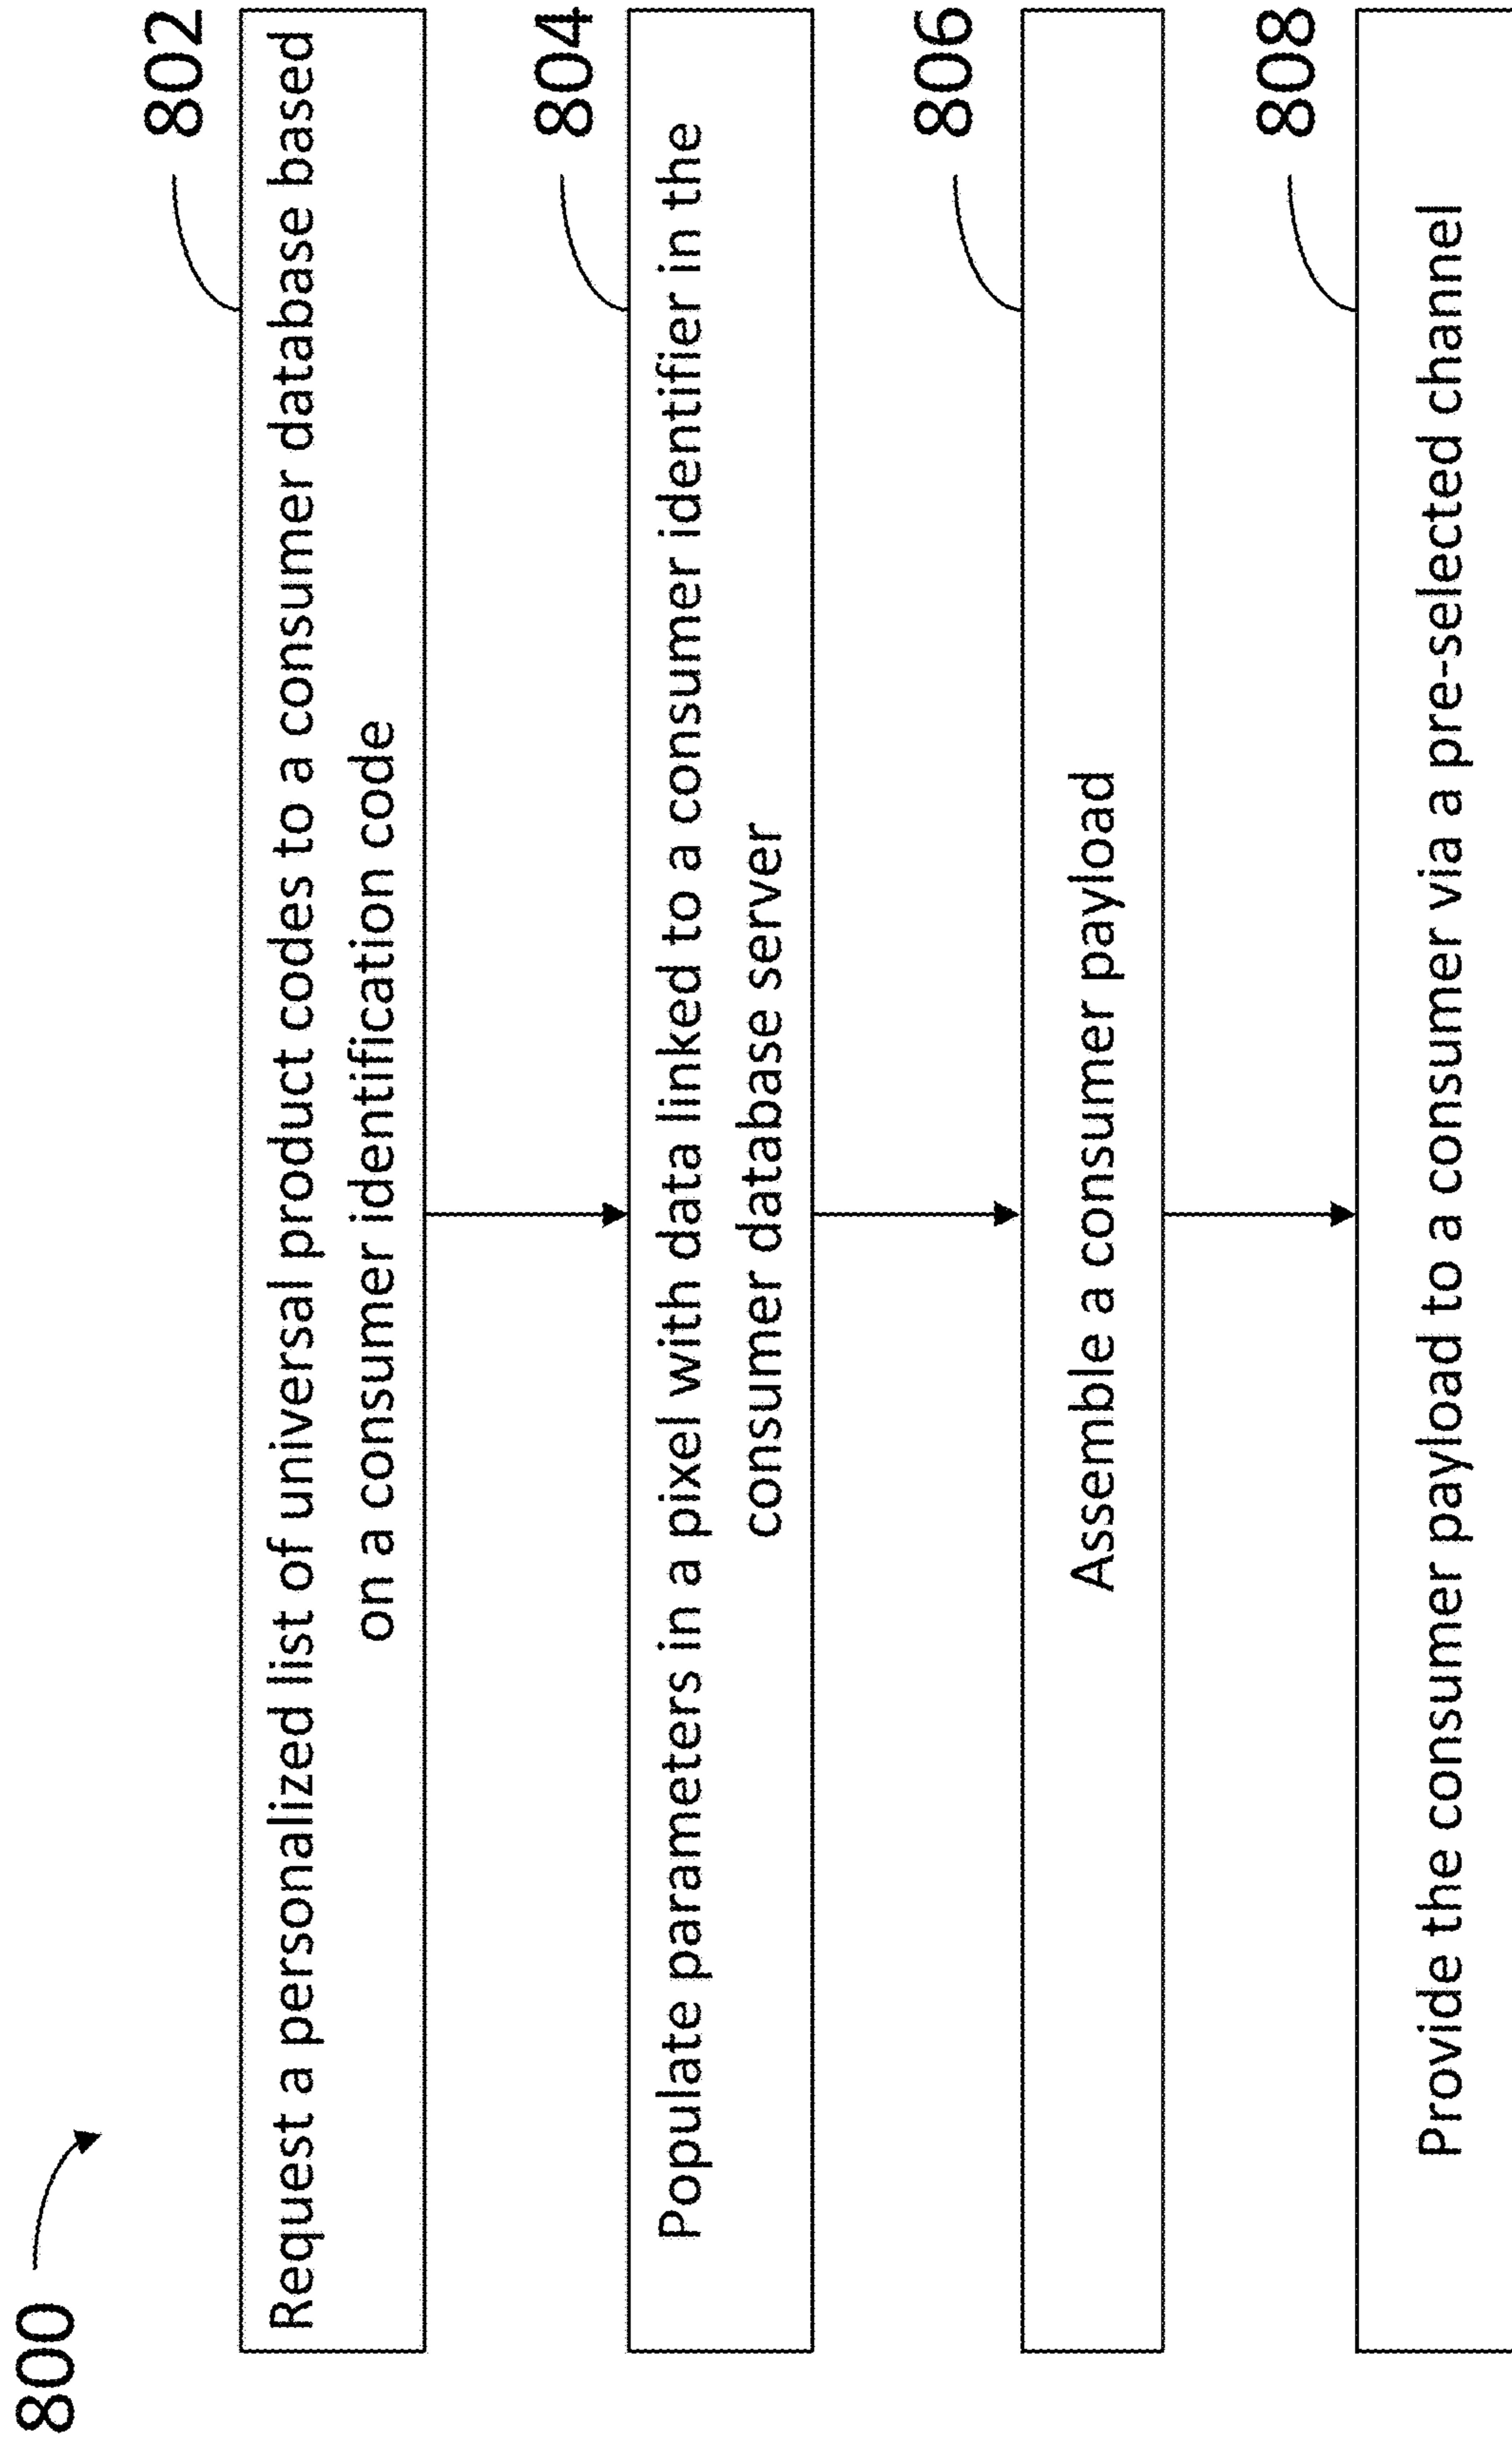 800
802
Request a personalized list of universal product codes to a consumer database based
on a consumer identification code
804
Populate parameters in a pixel with data linked to a consumer identifier in the
consumer database server
806
Assemble a consumer payload
808
Provide the consumer payload to a consumer via a pre-selected channel